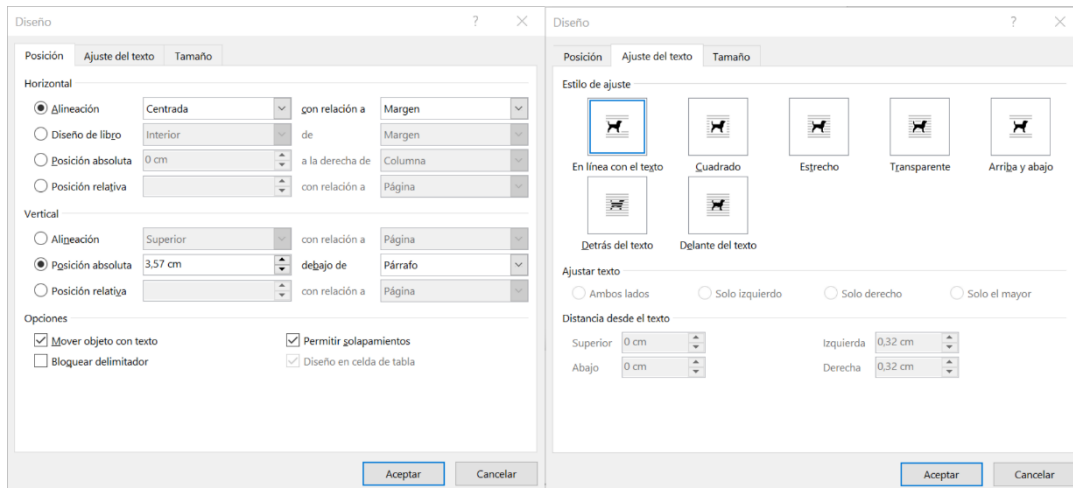 Diseño ? ×
Posición Ajuste del texto Tamaño
Horizontal
Alineación Centrada con relación a Margen
Diseño de libro Interior de Margen
Posición absoluta 0 cm a la derecha de Columna
Posición relativa con relación a Página
Vertical
Alineación Superior con relación a Página
Posición absoluta 3,57 cm debajo de Párrafo
Posición relativa con relación a Página
Opciones
Mover objeto con texto Permitir solapamientos
Bloquear delimitador Diseño en celda de tabla
Aceptar Cancelar
Diseño ? ×
Posición Ajuste del texto Tamaño
Estilo de ajuste
En línea con el texto Cuadrado Estrecho Transparente Arriba y abajo
Detrás del texto Delante del texto
Ajustar texto
Ambos lados Solo izquierdo Solo derecho Solo el mayor
Distancia desde el texto
Superior 0 cm Izquierda 0,32 cm
Abajo 0 cm Derecha 0,32 cm
Aceptar Cancelar